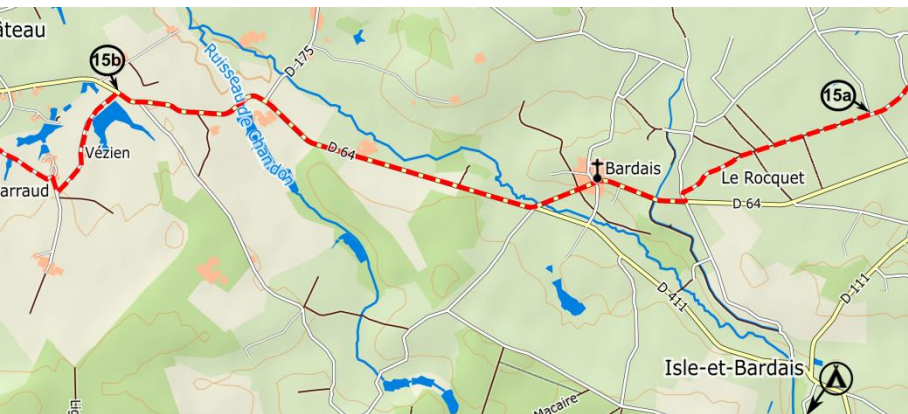 âteau
15b
D-175
Ruisseau de Chandon
15a
Vézien
D-64
Bardais
Le Rocquet
arraud
D-64
D-411
D-111
Isle-et-Bardais
Macaire
Lig